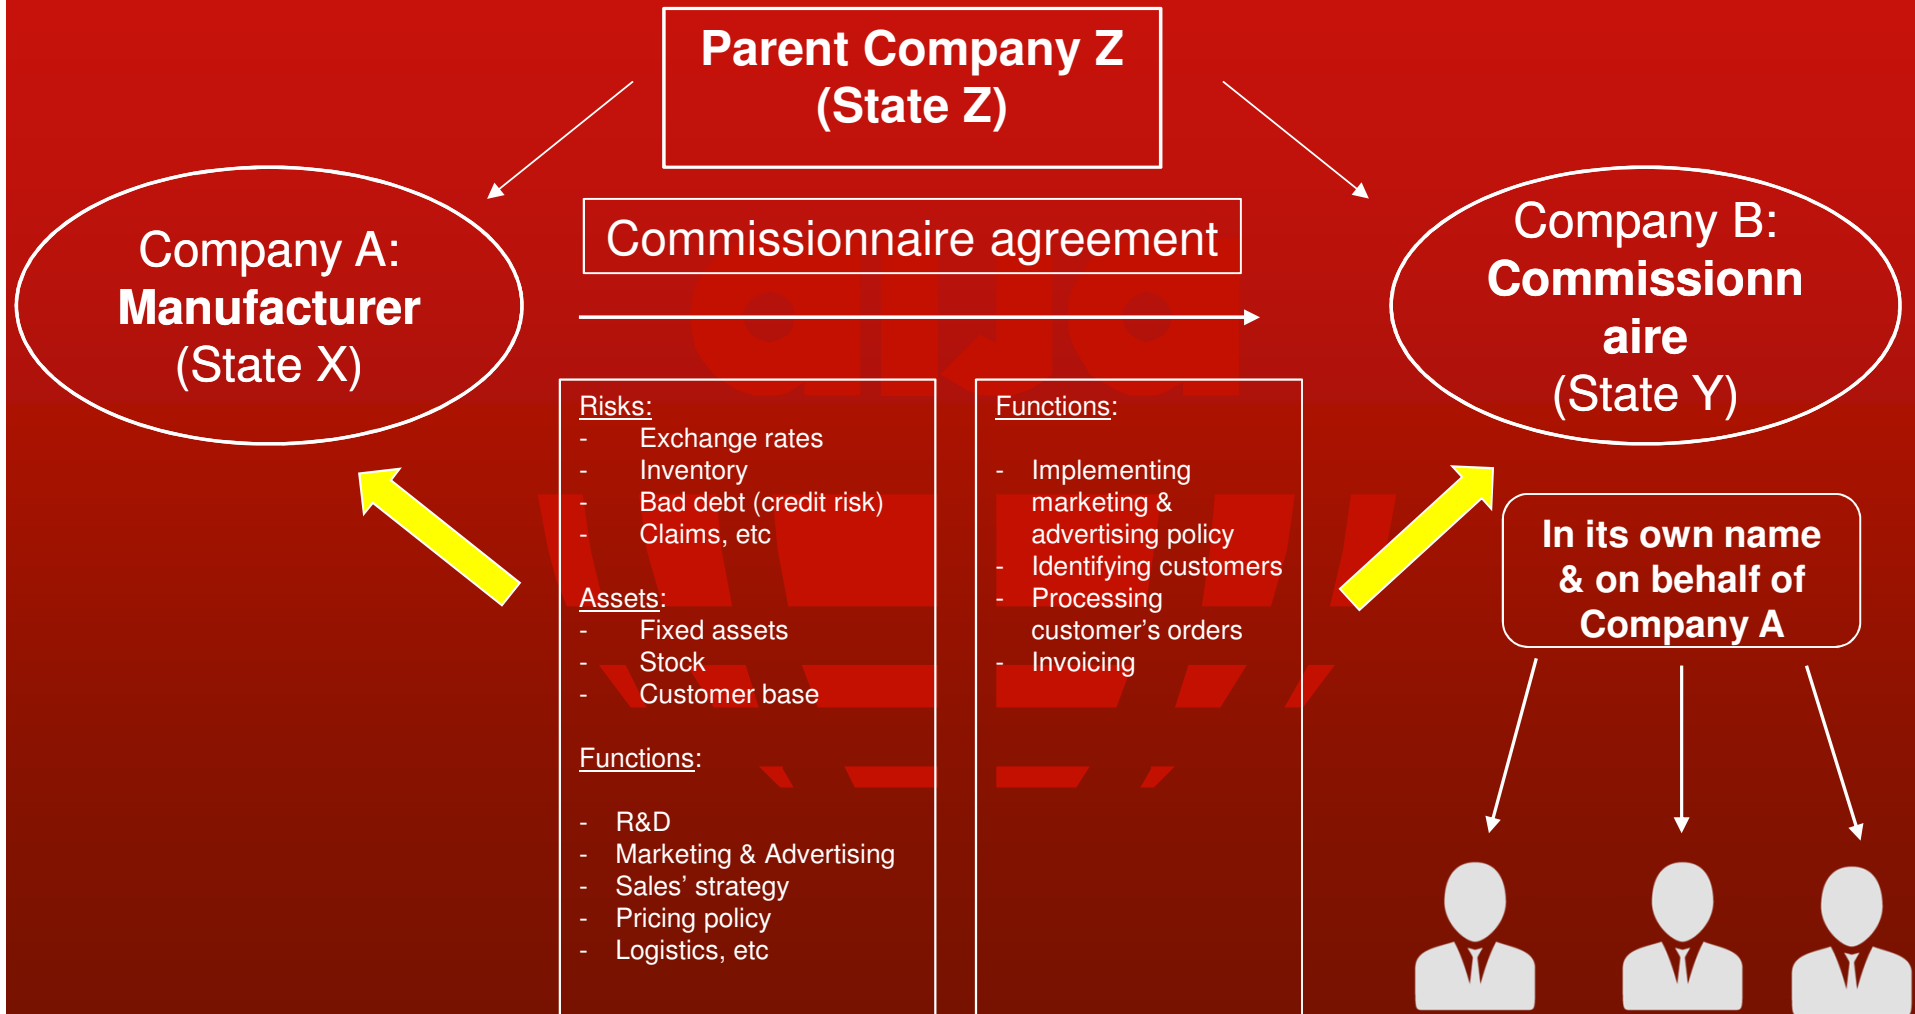 Parent Company Z
(State Z)
Commissionnaire agreement
Company A:
Manufacturer
(State X)
Company B:
Commissionn
aire
(State Y)
Risks:
- Exchange rates
- Inventory
- Bad debt (credit risk)
- Claims, etc
Assets:
- Fixed assets
- Stock
- Customer base
Functions:
- R&D
- Marketing & Advertising
- Sales' strategy
- Pricing policy
- Logistics, etc
Functions:
- Implementing
marketing &
advertising policy
- Identifying customers
- Processing
customer's orders
- Invoicing
In its own name
& on behalf of
Company A
aija